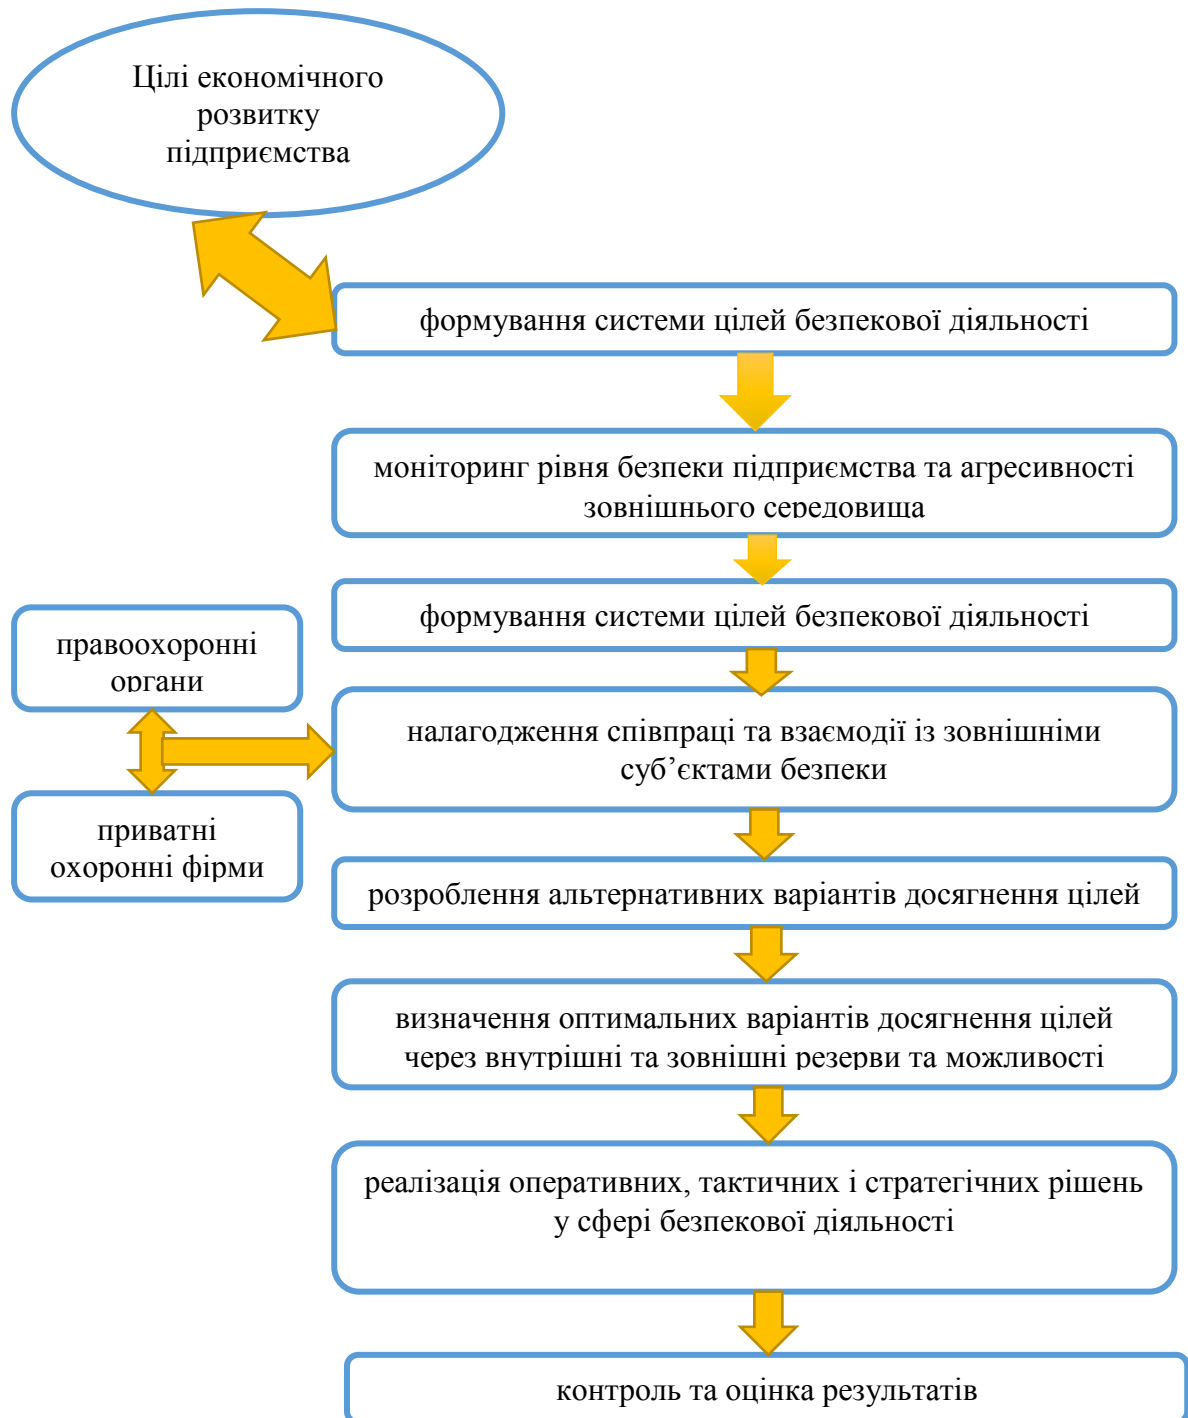 Цілі економічного
розвитку
підприємства
формування системи цілей безпекової діяльності
моніторинг рівня безпеки підприємства та агресивності
зовнішнього середовища
формування системи цілей безпекової діяльності
правоохоронні
органи
налагодження співпраці та взаємодії із зовнішніми
суб’єктами безпеки
приватні
охоронні фірми
розроблення альтернативних варіантів досягнення цілей
визначення оптимальних варіантів досягнення цілей
через внутрішні та зовнішні резерви та можливості
реалізація оперативних, тактичних і стратегічних рішень
у сфері безпекової діяльності
контроль та оцінка результатів